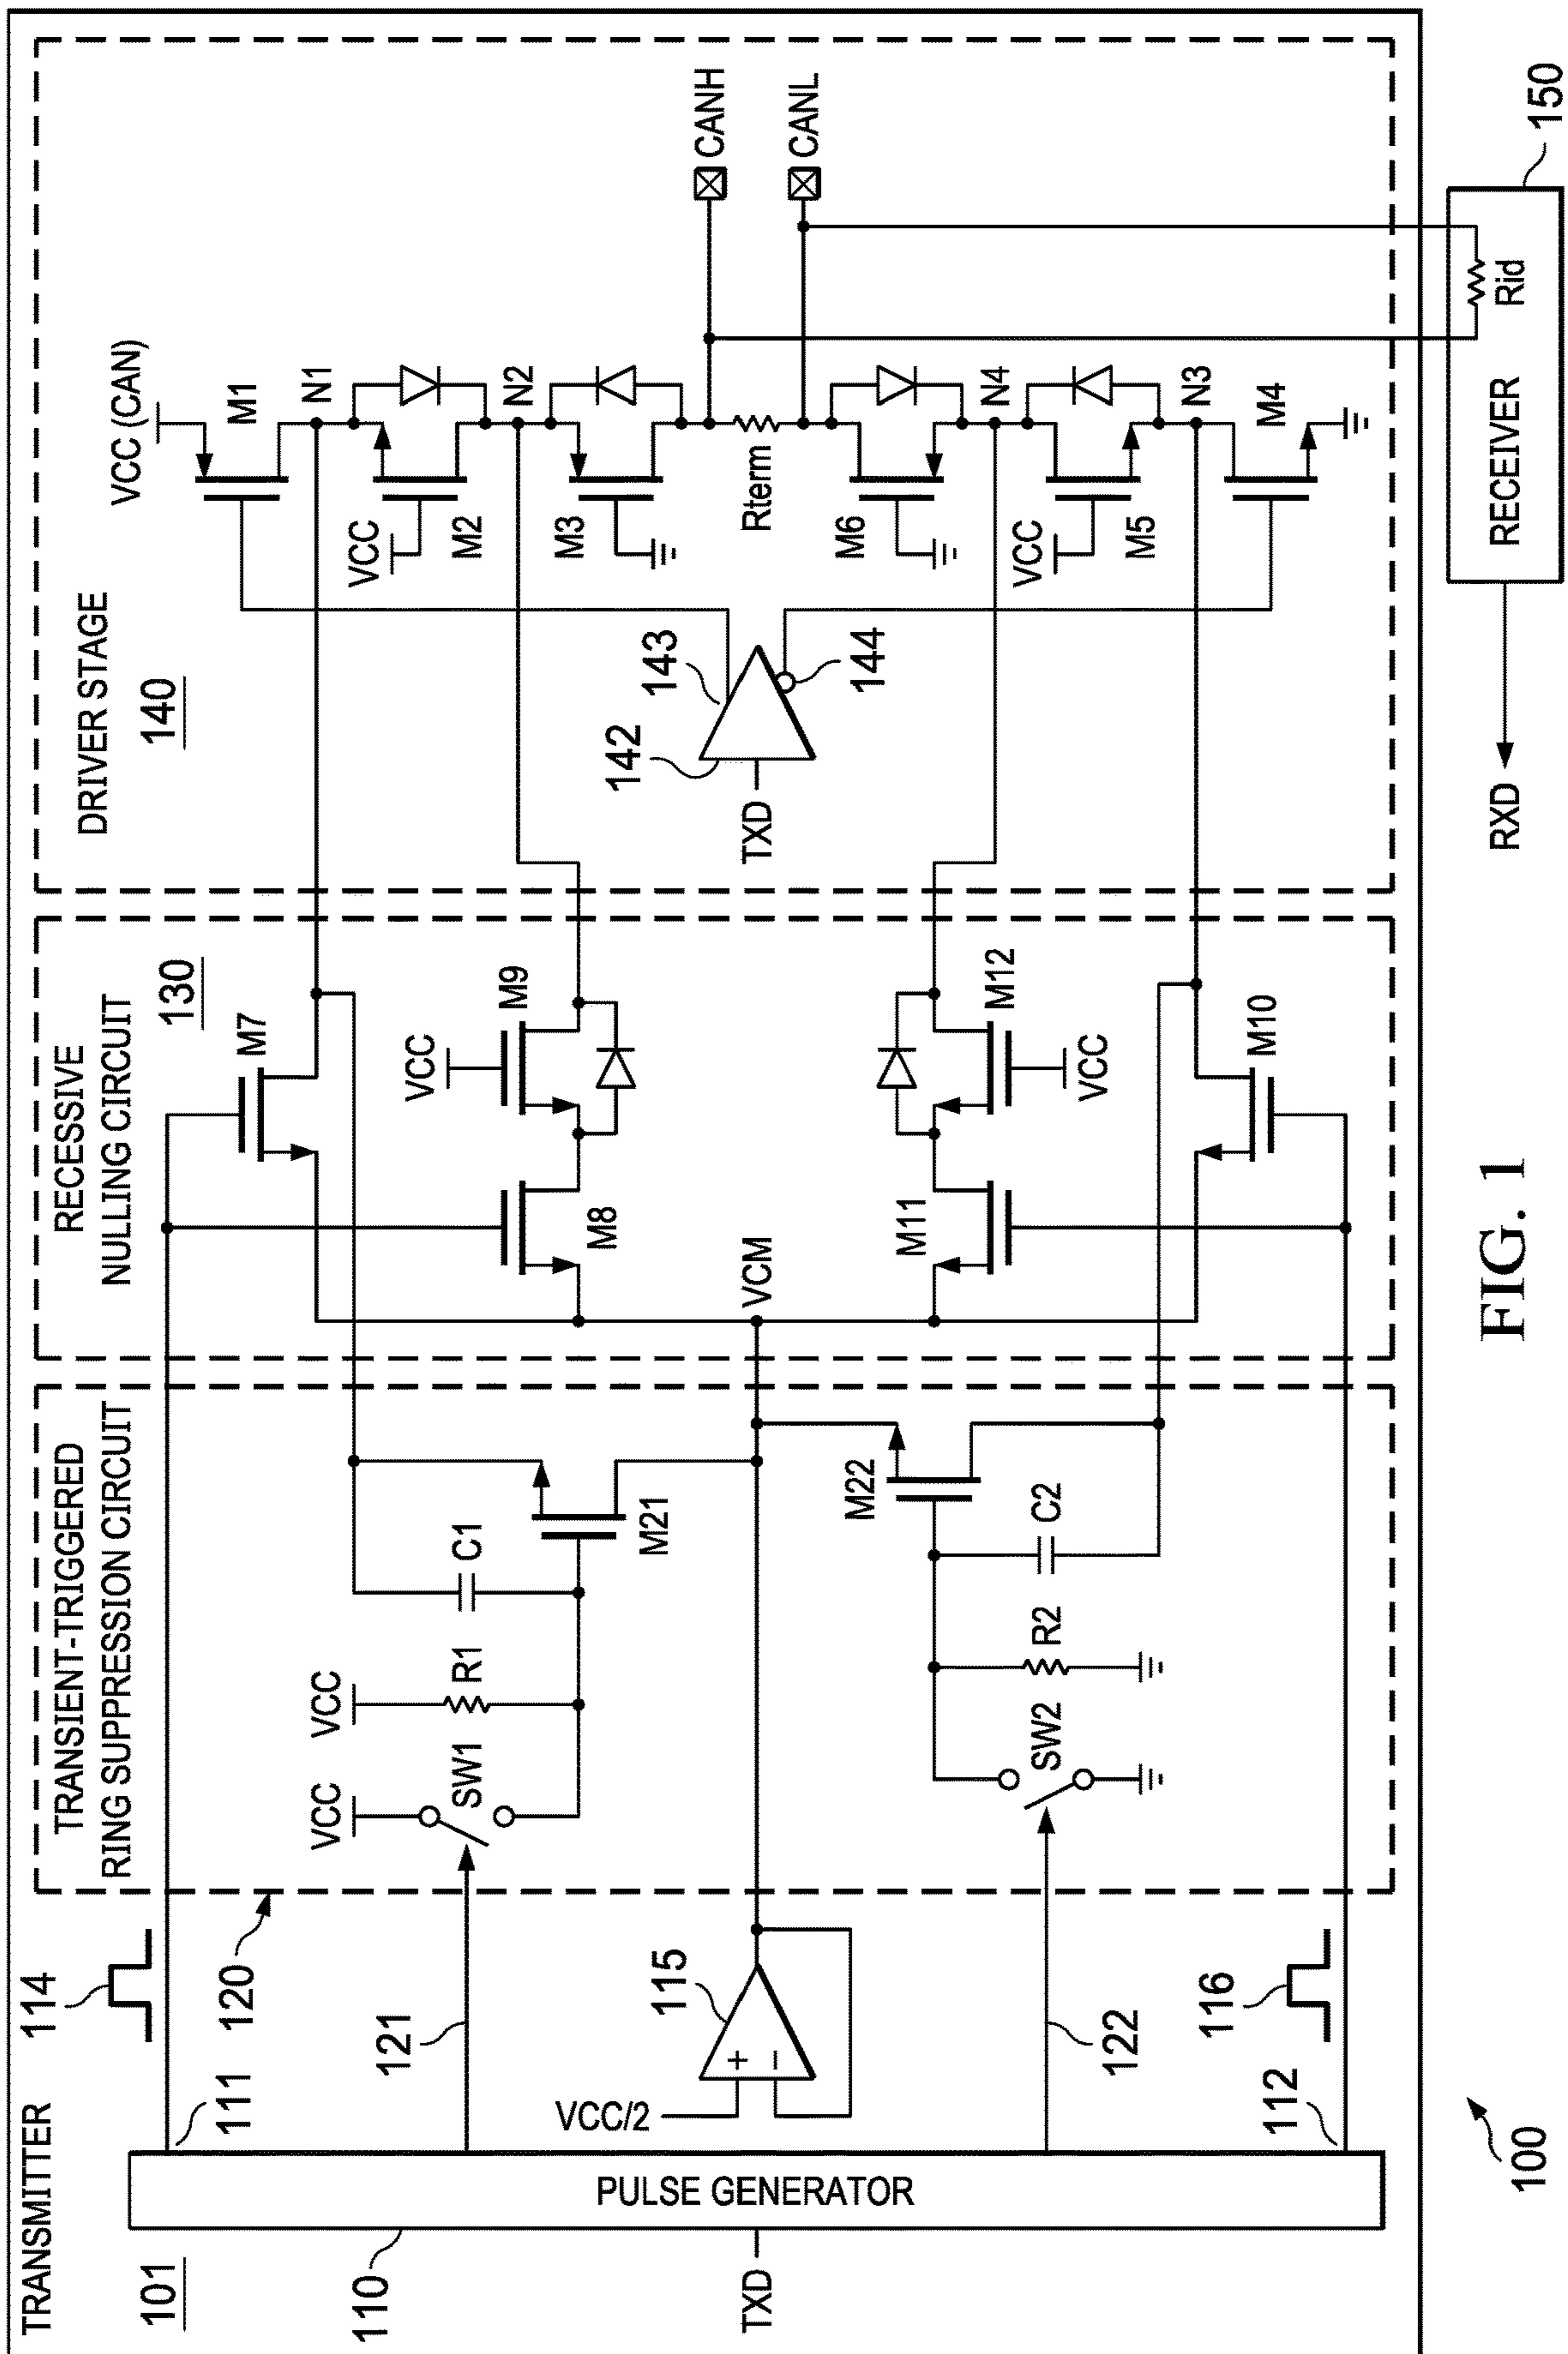 TRANSMITTER
101
110
TXD
PULSE GENERATOR
111
112
114
116
121
122
VCC/2
+
−
115
120
TRANSIENT-TRIGGERED
RING SUPPRESSION CIRCUIT
VCC
SW1
VCC
R1
C1
M21
M22
C2
R2
SW2
RECESSIVE
NULLING CIRCUIT
130
M7
VCC
M9
M8
VCM
M11
M12
VCC
M10
DRIVER STAGE
140
VCC (CAN)
M1
N1
VCC
M2
N2
M3
Rterm
CANH
CANL
M6
N4
VCC
M5
N3
M4
142
143
144
TXD
150
Rid
RECEIVER
RXD
100
FIG. 1